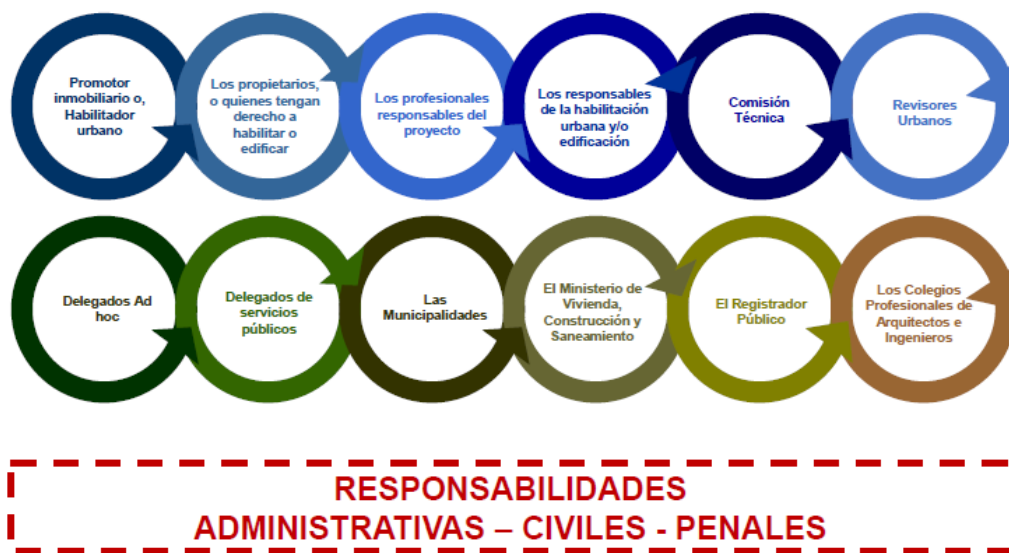 Promotor
inmobiliario o,
Habilitador
urbano
Los propietarios,
o quienes tengan
derecho a
habilitar o
edificar
Los profesionales
responsables del
proyecto
Los responsables
de la habilitación
urbana y/o
edificación
Comisión
Técnica
Revisores
Urbanos
Delegados Ad
hoc
Delegados de
servicios
públicos
Las
Municipalidades
El Ministerio de
Vivienda,
Construcción y
Saneamiento
El Registrador
Público
Los Colegios
Profesionales de
Arquitectos e
Ingenieros
RESPONSABILIDADES
ADMINISTRATIVAS – CIVILES - PENALES